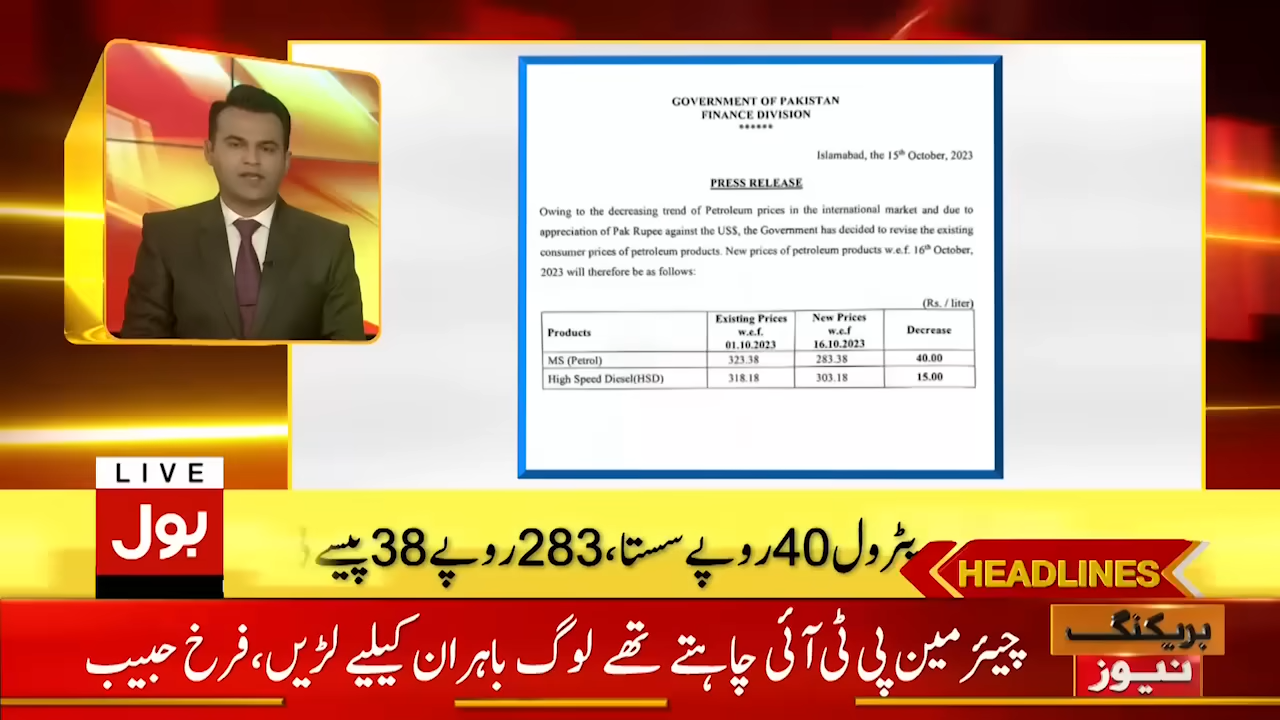 GOVERNMENT OF PAKISTAN
FINANCE DIVISION
******
Islamabad, the 15th October, 2023
PRESS RELEASE
Owing to the decreasing trend of Petroleum prices in the international market and due to
appreciation of Pak Rupee against the US$, the Government has decided to revise the existing
consumer prices of petroleum products. New prices of petroleum products w.e.f. 16th October,
2023 will therefore be as follows:
(Rs. / liter)
Products Existing Prices w.e.f. 01.10.2023 New Prices w.e.f 16.10.2023 Decrease
MS (Petrol) 323.38 283.38 40.00
High Speed Diesel(HSD) 318.18 303.18 15.00
LIVE
بول
پٹرول 40 روپے سستا، 283 روپے 38 پیسے
HEADLINES
بریکنگ
نیوز
چیئرمین پی ٹی آئی چاہتے تھے لوگ باہر ان کیلیے لڑیں، فرخ حبیب